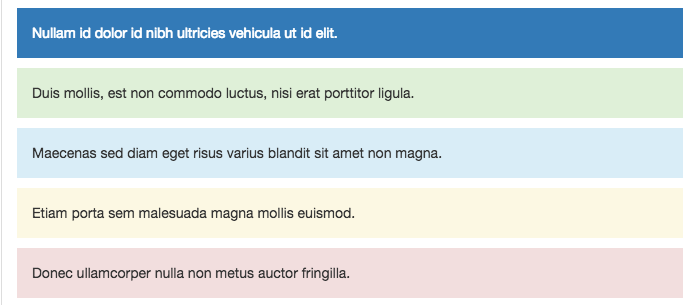 Nullam id dolor id nibh ultricies vehicula ut id elit.
Duis mollis, est non commodo luctus, nisi erat porttitor ligula.
Maecenas sed diam eget risus varius blandit sit amet non magna.
Etiam porta sem malesuada magna mollis euismod.
Donec ullamcorper nulla non metus auctor fringilla.